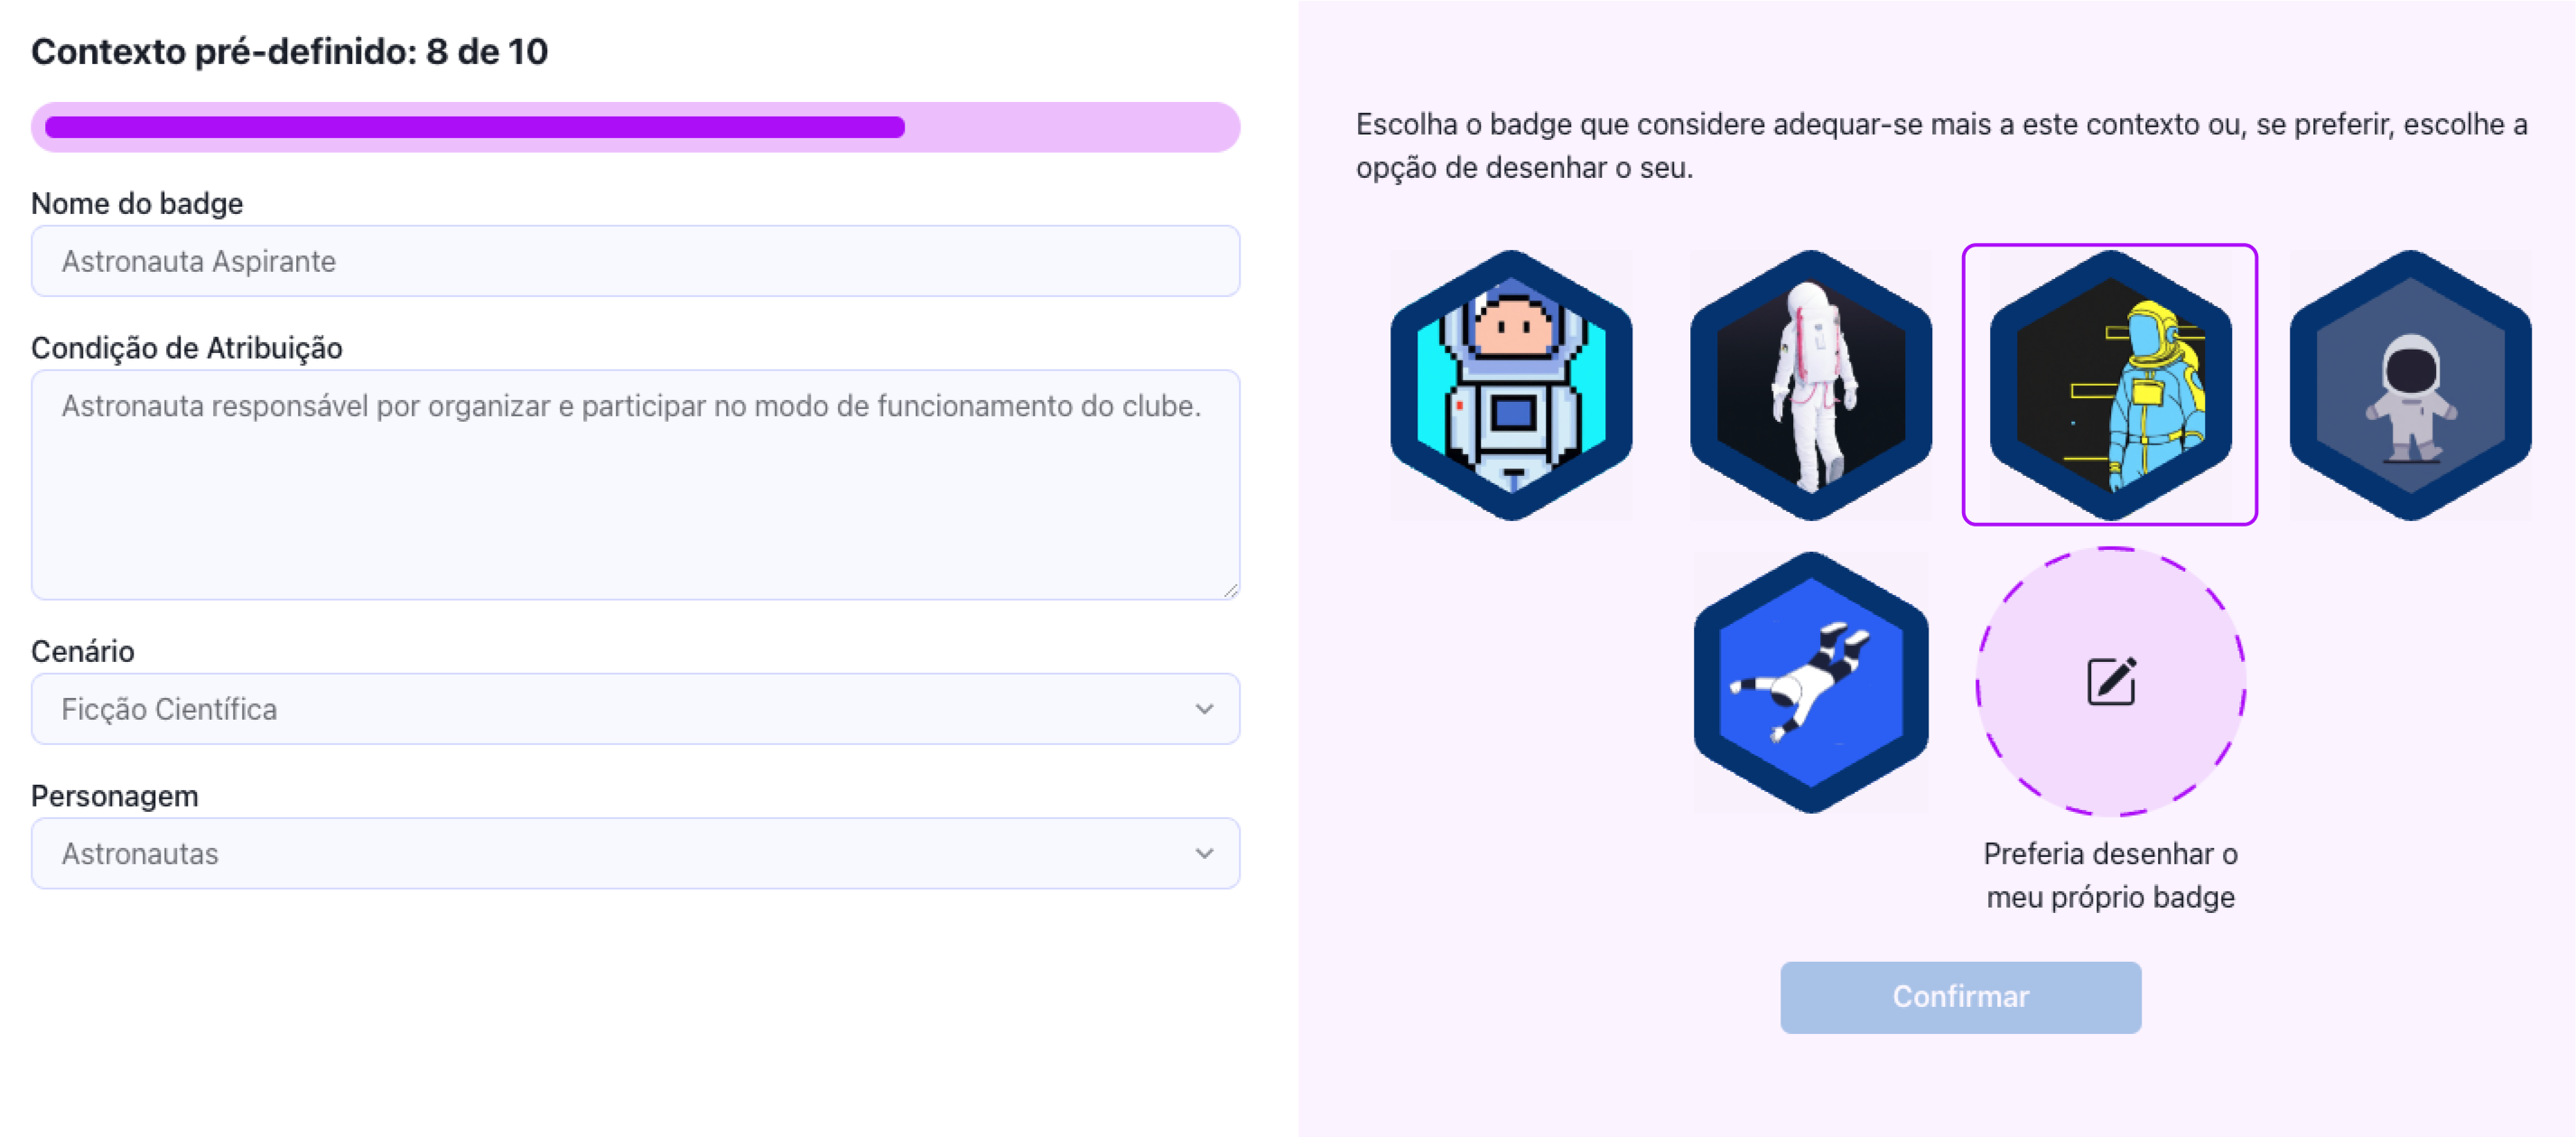 Contexto pré-definido: 8 de 10
Nome do badge
Astronauta Aspirante
Condição de Atribuição
Astronauta responsável por organizar e participar no modo de funcionamento do clube.
Cenário
Ficção Científica
Personagem
Astronautas
Escolha o badge que considere adequar-se mais a este contexto ou, se preferir, escolhe a
opção de desenhar o seu.
Preferia desenhar o
meu próprio badge
Confirmar